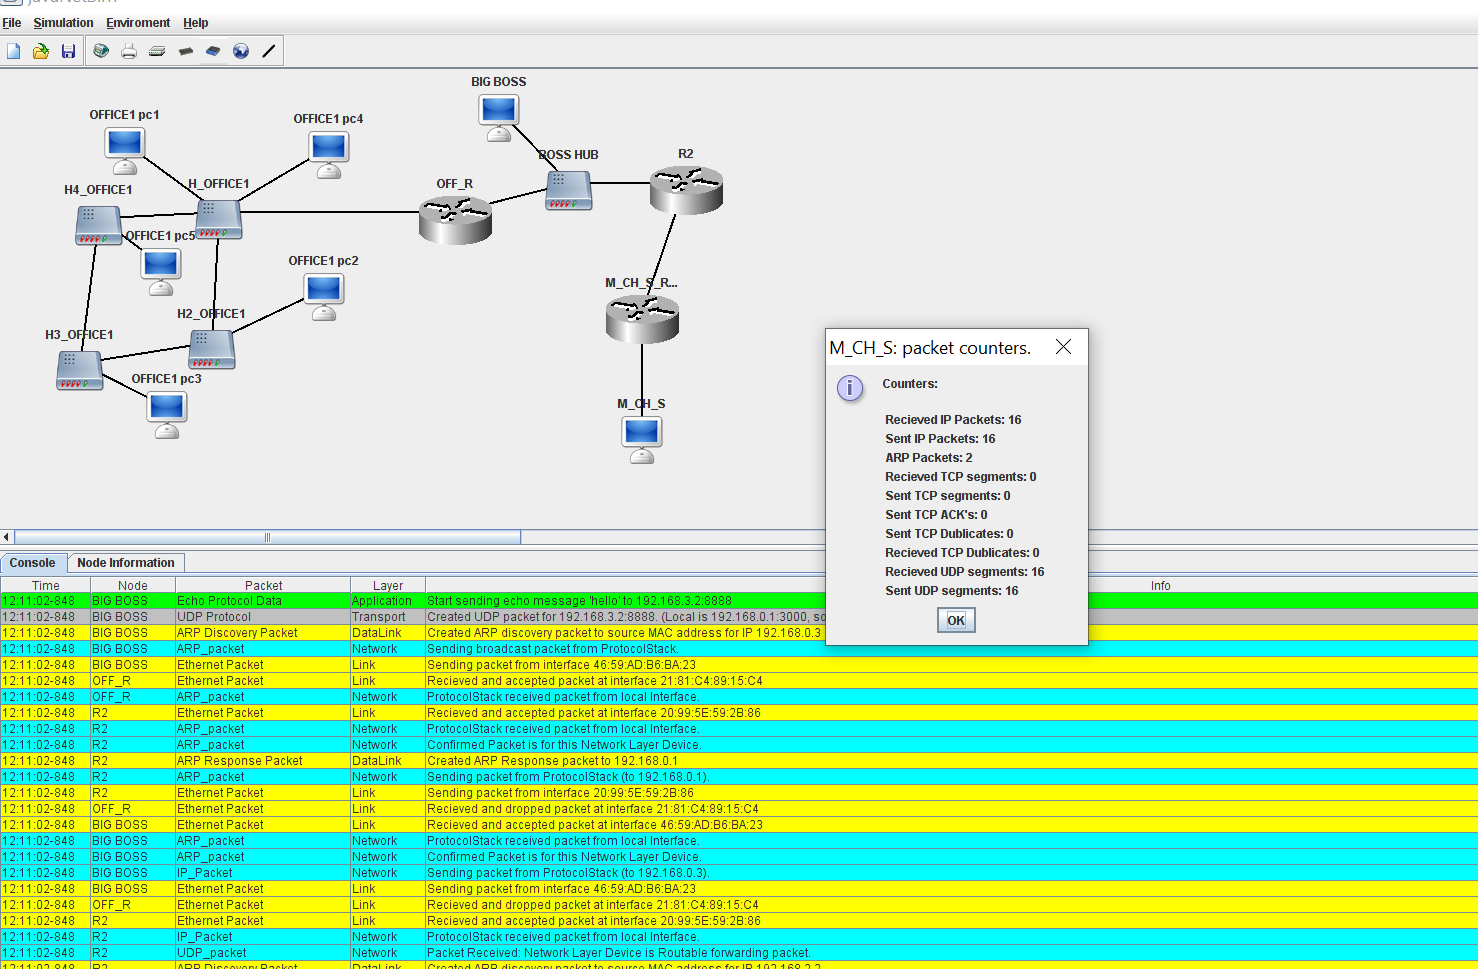 File Simulation Enviroment Help
BIG BOSS
OFFICE1 pc1
OFFICE1 pc4
BOSS HUB
R2
H4_OFFICE1
H_OFFICE1
OFF_R
OFFICE1 pc5
OFFICE1 pc2
M_CH_S_R...
H2_OFFICE1
H3_OFFICE1
OFFICE1 pc3
M_CH_S
M_CH_S: packet counters.
Counters:
Recieved IP Packets: 16
Sent IP Packets: 16
ARP Packets: 2
Recieved TCP segments: 0
Sent TCP segments: 0
Sent TCP ACK's: 0
Sent TCP Dublicates: 0
Recieved TCP Dublicates: 0
Recieved UDP segments: 16
Sent UDP segments: 16
OK
Console Node Information
Time Node Packet Layer Info
12:11:02-848 BIG BOSS Echo Protocol Data Application Start sending echo message 'hello' to 192.168.3.2:8888
12:11:02-848 BIG BOSS UDP Protocol Transport Created UDP packet for 192.168.3.2:8888. (Local is 192.168.0.1:3000,
12:11:02-848 BIG BOSS ARP Discovery Packet DataLink Created ARP discovery packet to source MAC address for IP 192.168.0.3
12:11:02-848 BIG BOSS ARP_packet Network Sending broadcast packet from ProtocolStack.
12:11:02-848 BIG BOSS Ethernet Packet Link Sending packet from interface 46:59:AD:B6:BA:23
12:11:02-848 OFF_R Ethernet Packet Link Recieved and accepted packet at interface 21:81:C4:89:15:C4
12:11:02-848 OFF_R ARP_packet Network ProtocolStack received packet from local Interface.
12:11:02-848 R2 Ethernet Packet Link Recieved and accepted packet at interface 20:99:5E:59:2B:86
12:11:02-848 R2 ARP_packet Network ProtocolStack received packet from local Interface.
12:11:02-848 R2 ARP_packet Network Confirmed Packet is for this Network Layer Device.
12:11:02-848 R2 ARP Response Packet DataLink Created ARP Response packet to 192.168.0.1
12:11:02-848 R2 ARP_packet Network Sending packet from ProtocolStack (to 192.168.0.1).
12:11:02-848 R2 Ethernet Packet Link Sending packet from interface 20:99:5E:59:2B:86
12:11:02-848 OFF_R Ethernet Packet Link Recieved and dropped packet at interface 21:81:C4:89:15:C4
12:11:02-848 BIG BOSS Ethernet Packet Link Recieved and accepted packet at interface 46:59:AD:B6:BA:23
12:11:02-848 BIG BOSS ARP_packet Network ProtocolStack received packet from local Interface.
12:11:02-848 BIG BOSS ARP_packet Network Confirmed Packet is for this Network Layer Device.
12:11:02-848 BIG BOSS IP_Packet Network Sending packet from ProtocolStack (to 192.168.0.3).
12:11:02-848 BIG BOSS Ethernet Packet Link Sending packet from interface 46:59:AD:B6:BA:23
12:11:02-848 OFF_R Ethernet Packet Link Recieved and dropped packet at interface 21:81:C4:89:15:C4
12:11:02-848 R2 Ethernet Packet Link Recieved and accepted packet at interface 20:99:5E:59:2B:86
12:11:02-848 R2 IP_Packet Network ProtocolStack received packet from local Interface.
12:11:02-848 R2 UDP_packet Network Packet Received: Network Layer Device is Routable forwarding packet.
12:11:02-848 R2 ARP Discovery Packet DataLink Created ARP discovery packet to source MAC address for IP 192.168.2.2